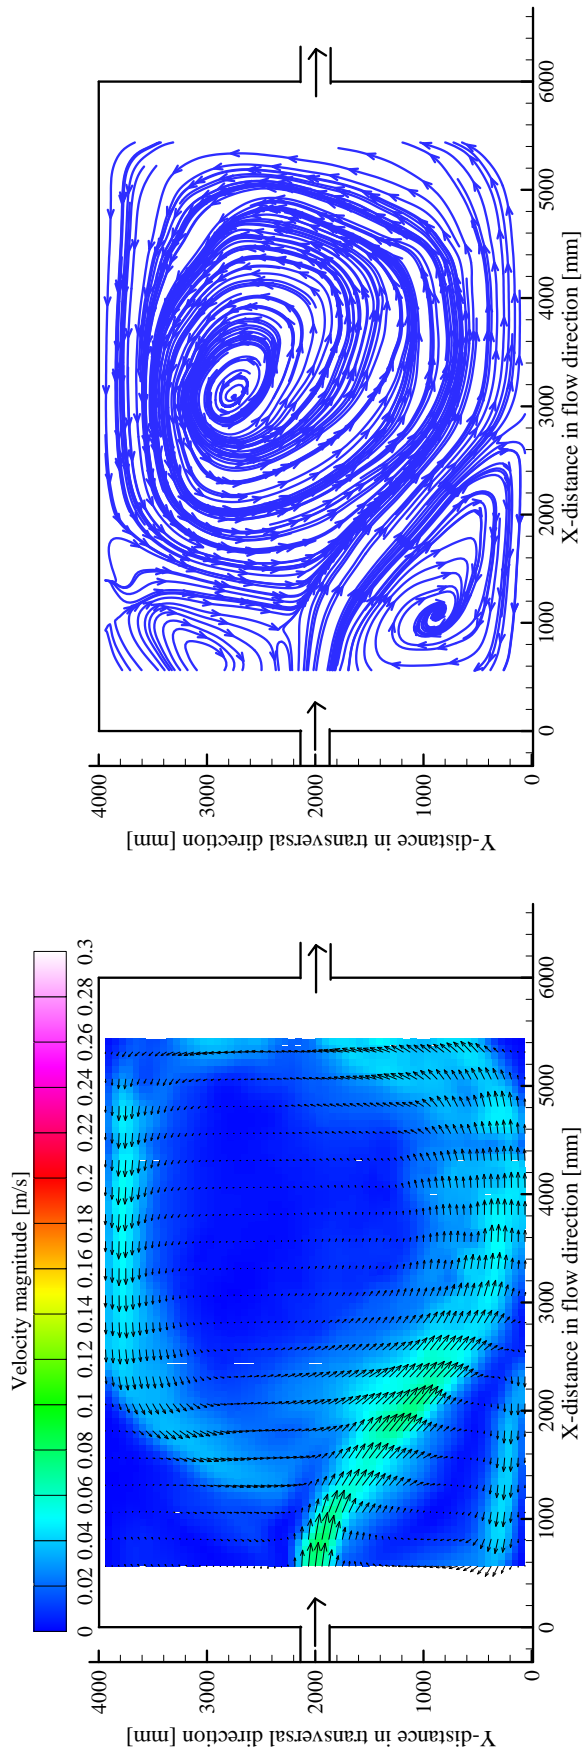 Velocity magnitude [m/s]
0 0.02 0.04 0.06 0.08 0.1 0.12 0.14 0.16 0.18 0.2 0.22 0.24 0.26 0.28 0.3
Y-distance in transversal direction [mm]
4000
3000
2000
1000
0
0 1000 2000 3000 4000 5000 6000
X-distance in flow direction [mm]
Y-distance in transversal direction [mm]
4000
3000
2000
1000
0
0 1000 2000 3000 4000 5000 6000
X-distance in flow direction [mm]